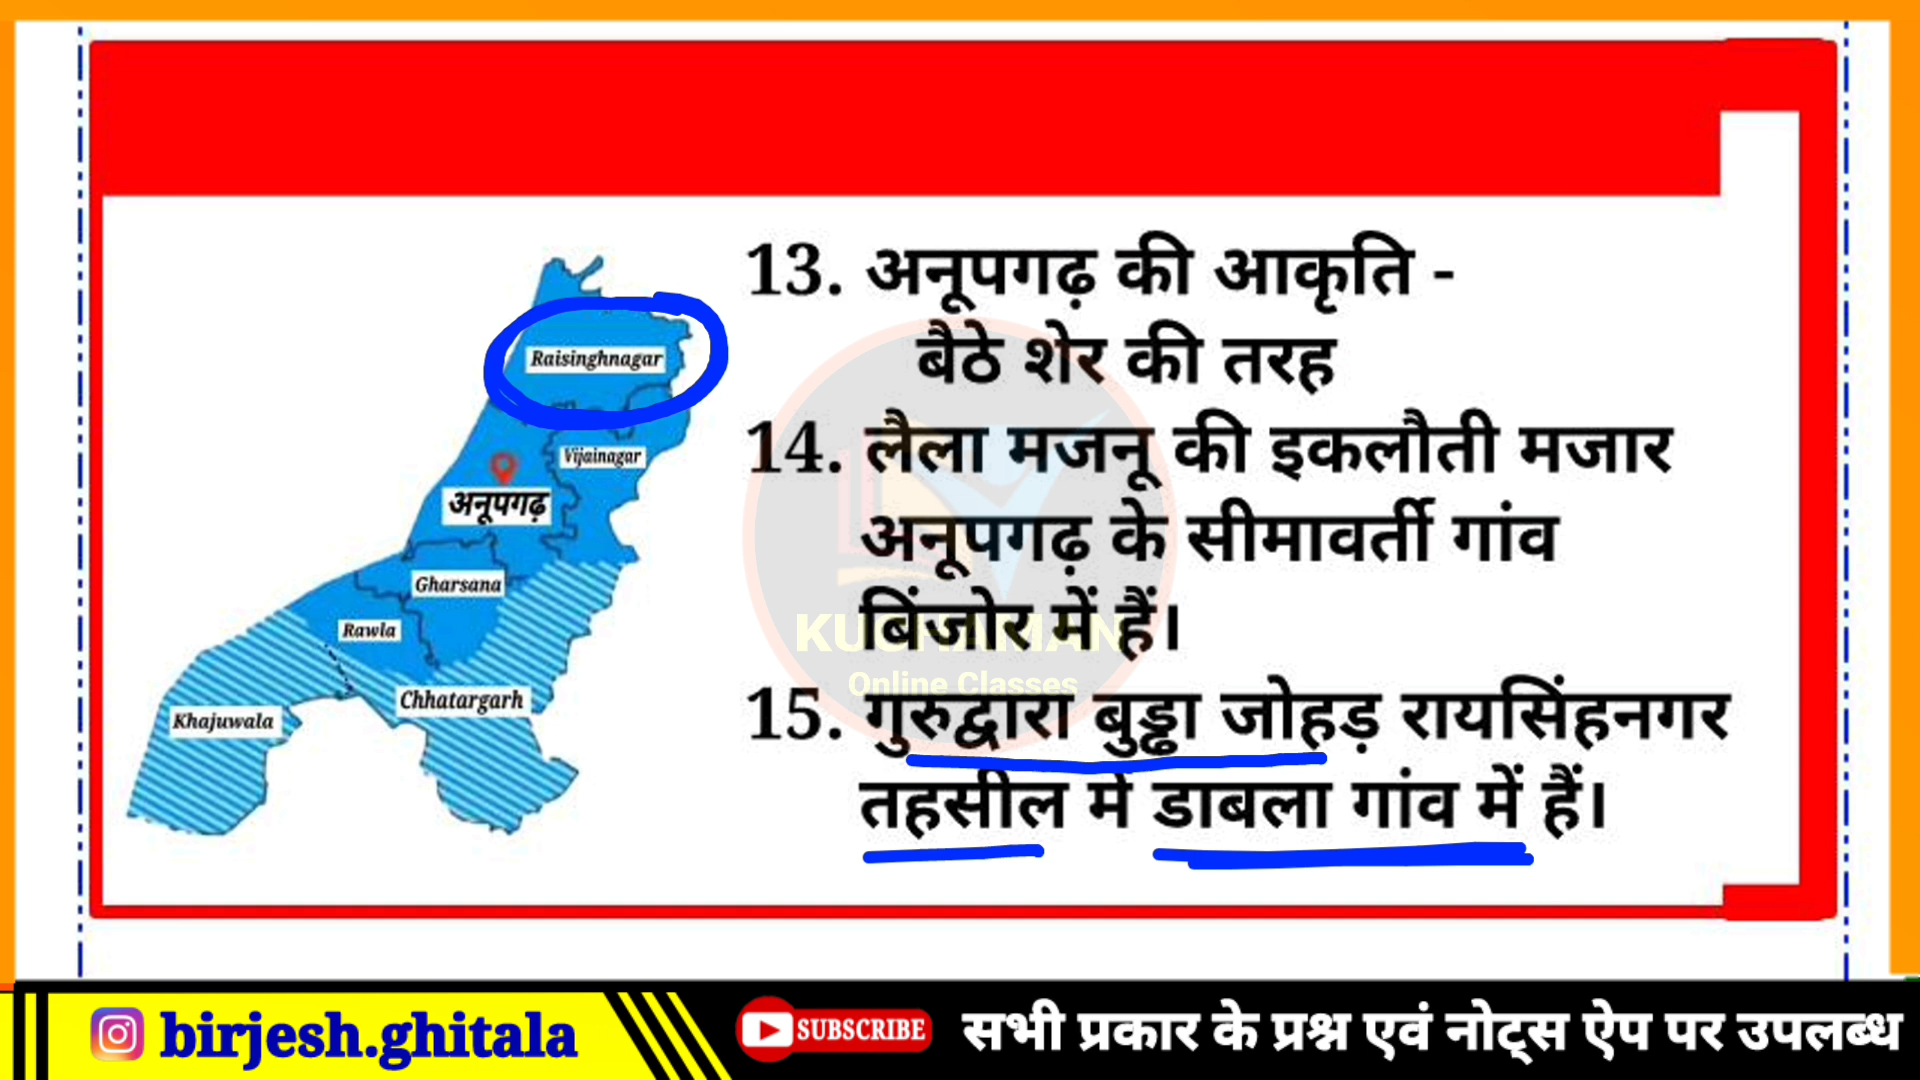 13. अनूपगढ़ की आकृति -
बैठे शेर की तरह
14. लैला मजनू की इकलौती मजार
अनूपगढ़ के सीमावर्ती गांव
बिंजोर में हैं।
15. गुरुद्वारा बुड्ढा जोहड़ रायसिंहनगर
तहसील में डाबला गांव में हैं।
Raisinghnagar
Vijainagar
अनूपगढ़
Gharsana
Rawla
Chhatargarh
Khajuwala
KUCHAMAN
Online Classes
birjesh.ghitala
SUBSCRIBE
सभी प्रकार के प्रश्न एवं नोट्स ऐप पर उपलब्ध